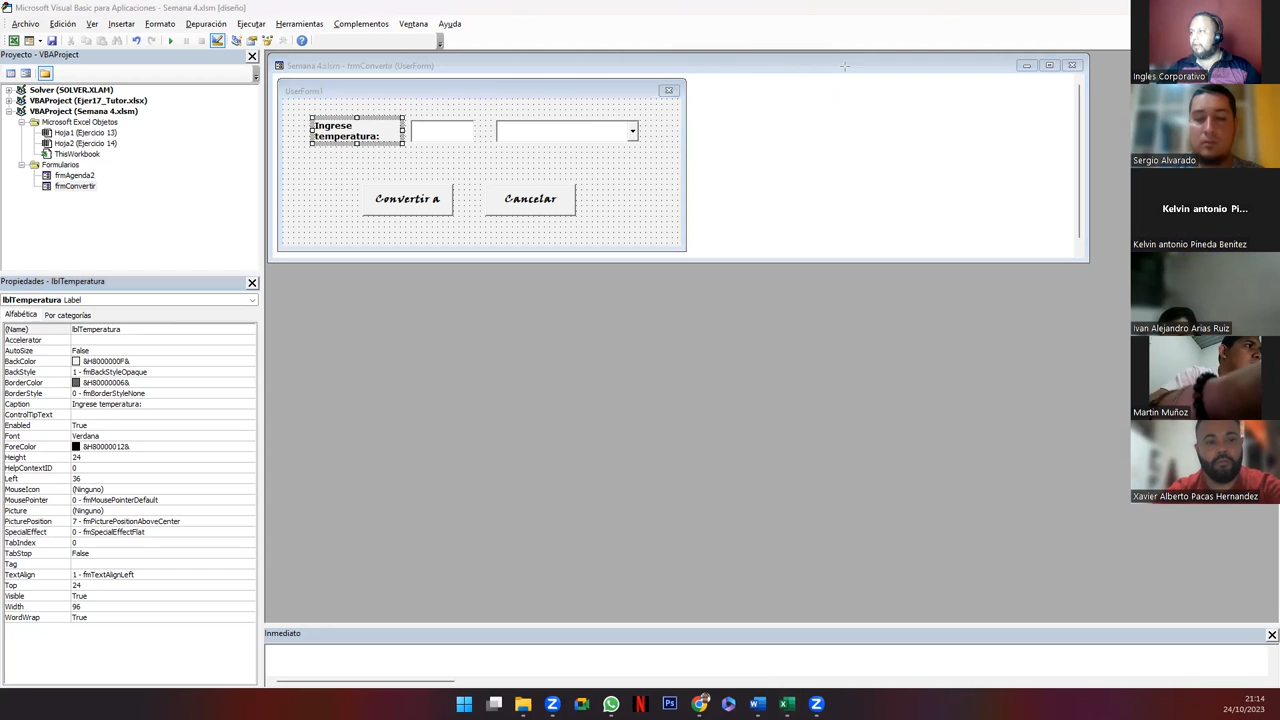 Microsoft Visual Basic para Aplicaciones - Semana 4.xlsm [diseño]
Archivo Edición Ver Insertar Formato Depuración Ejecutar Herramientas Complementos Ventana Ayuda
Proyecto - VBAProject
Solver (SOLVER.XLAM)
VBAProject (Ejer17_Tutor.xlsx)
VBAProject (Semana 4.xlsm)
Microsoft Excel Objetos
Hoja1 (Ejercicio 13)
Hoja2 (Ejercicio 14)
ThisWorkbook
Formularios
frmAgenda2
frmConvertir
Propiedades - lblTemperatura
lblTemperatura Label
Alfabética Por categorías
(Name) lblTemperatura
Accelerator
AutoSize False
BackColor &H8000000F&
BackStyle 1 - fmBackStyleOpaque
BorderColor &H80000006&
BorderStyle 0 - fmBorderStyleNone
Caption Ingrese temperatura:
ControlTipText
Enabled True
Font Verdana
ForeColor &H80000012&
Height 24
HelpContextID 0
Left 36
MouseIcon (Ninguno)
MousePointer 0 - fmMousePointerDefault
Picture (Ninguno)
PicturePosition 7 - fmPicturePositionAboveCenter
SpecialEffect 0 - fmSpecialEffectFlat
TabIndex 0
TabStop False
Tag
TextAlign 1 - fmTextAlignLeft
Top 24
Visible True
Width 96
WordWrap True
Semana 4.xlsm - frmConvertir (UserForm)
UserForm1
Ingrese
temperatura:
Convertir a Cancelar
Inmediato
Ingles Corporativo
Sergio Alvarado
Kelvin antonio Pi...
Kelvin antonio Pineda Benitez
Ivan Alejandro Arias Ruiz
Martin Muñoz
Xavier Alberto Pacas Hernandez
21:14
24/10/2023